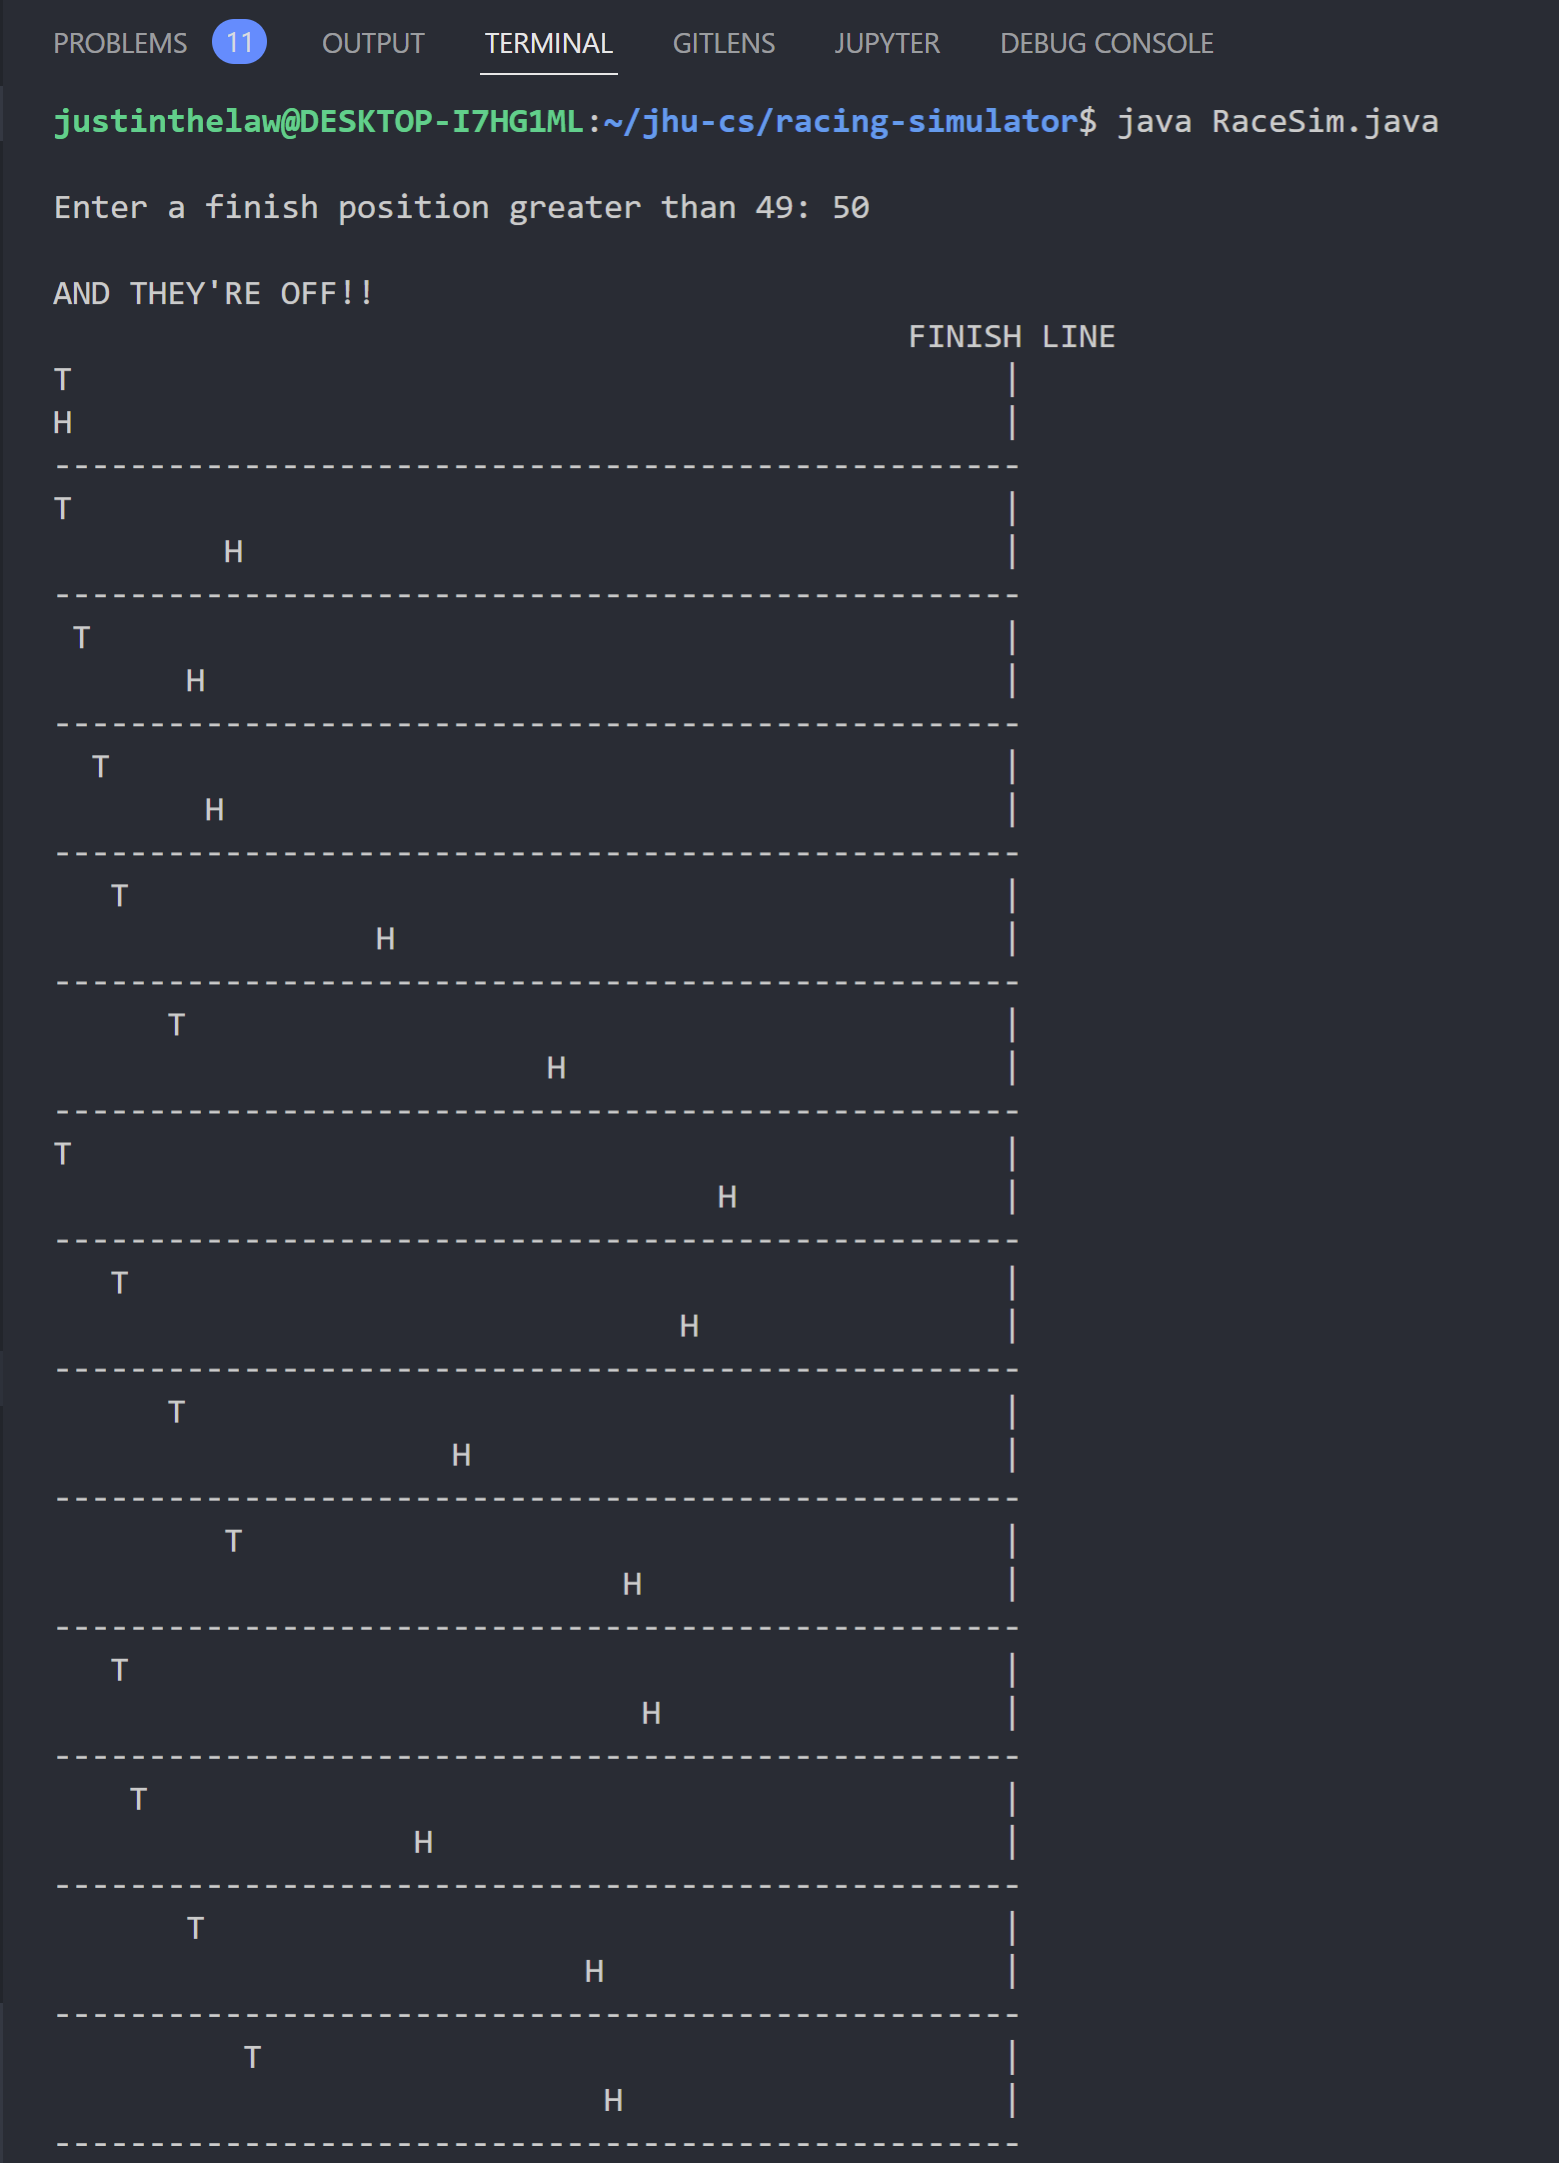 PROBLEMS 11 OUTPUT TERMINAL GITLENS JUPYTER DEBUG CONSOLE
justinthelaw@DESKTOP-I7HG1ML:~/jhu-cs/racing-simulator$ java RaceSim.java
Enter a finish position greater than 49: 50
AND THEY'RE OFF!!
                                             FINISH LINE
T                                                 |
H                                                 |
---------------------------------------------------
T                                                 |
         H                                        |
---------------------------------------------------
 T                                                |
       H                                          |
---------------------------------------------------
  T                                               |
        H                                         |
---------------------------------------------------
   T                                              |
                 H                                |
---------------------------------------------------
      T                                           |
                          H                       |
---------------------------------------------------
T                                                 |
                                   H              |
---------------------------------------------------
   T                                              |
                                 H                |
---------------------------------------------------
      T                                           |
                     H                            |
---------------------------------------------------
         T                                        |
                              H                   |
---------------------------------------------------
   T                                              |
                               H                  |
---------------------------------------------------
    T                                             |
                   H                              |
---------------------------------------------------
       T                                          |
                            H                     |
---------------------------------------------------
          T                                       |
                             H                    |
---------------------------------------------------